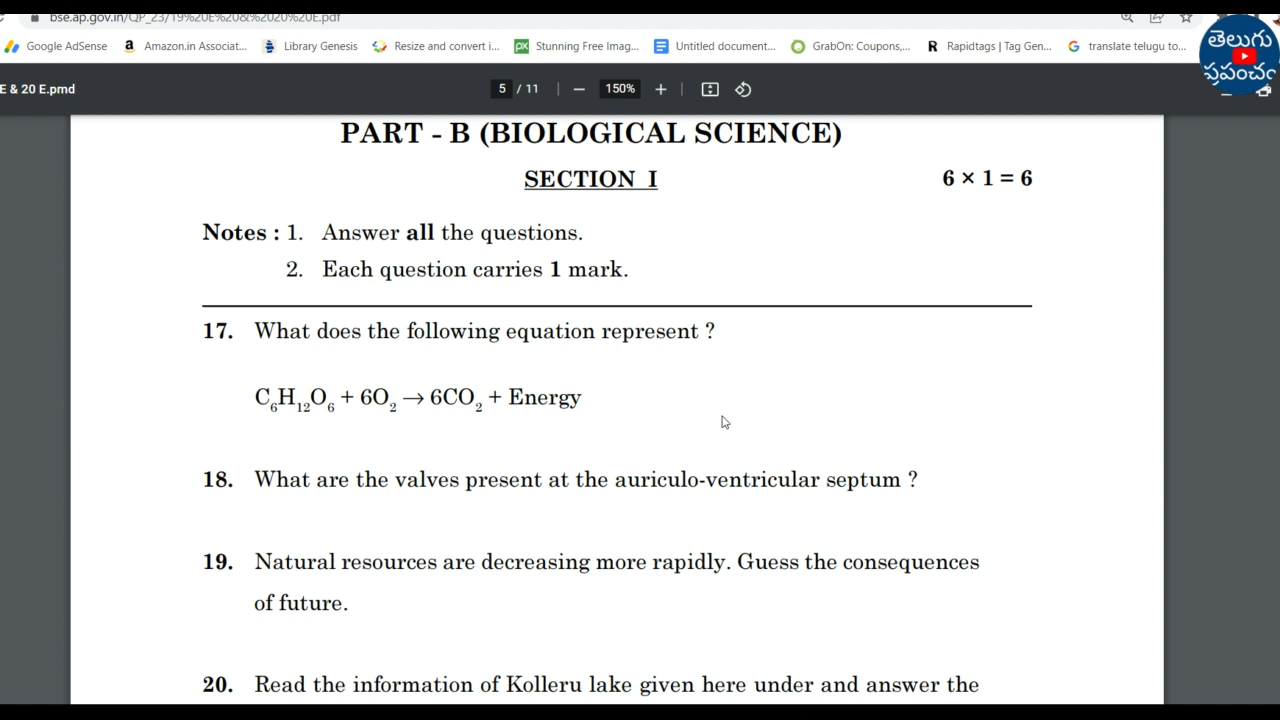 bse.ap.gov.in/QP_23/19%20E%20&%2020%20E.pdf
Google AdSense Amazon.in Associat... Library Genesis Resize and convert i... Stunning Free Imag... Untitled document... GrabOn: Coupons,... Rapidtags | Tag Gen... translate telugu to...
తెలుగు
ప్రపంచం
E & 20 E.pmd 5 / 11 150%
PART - B (BIOLOGICAL SCIENCE)
SECTION I 6 × 1 = 6
Notes : 1. Answer all the questions.
2. Each question carries 1 mark.
17. What does the following equation represent ?
C₆H₁₂O₆ + 6O₂ → 6CO₂ + Energy
18. What are the valves present at the auriculo-ventricular septum ?
19. Natural resources are decreasing more rapidly. Guess the consequences
of future.
20. Read the information of Kolleru lake given here under and answer the